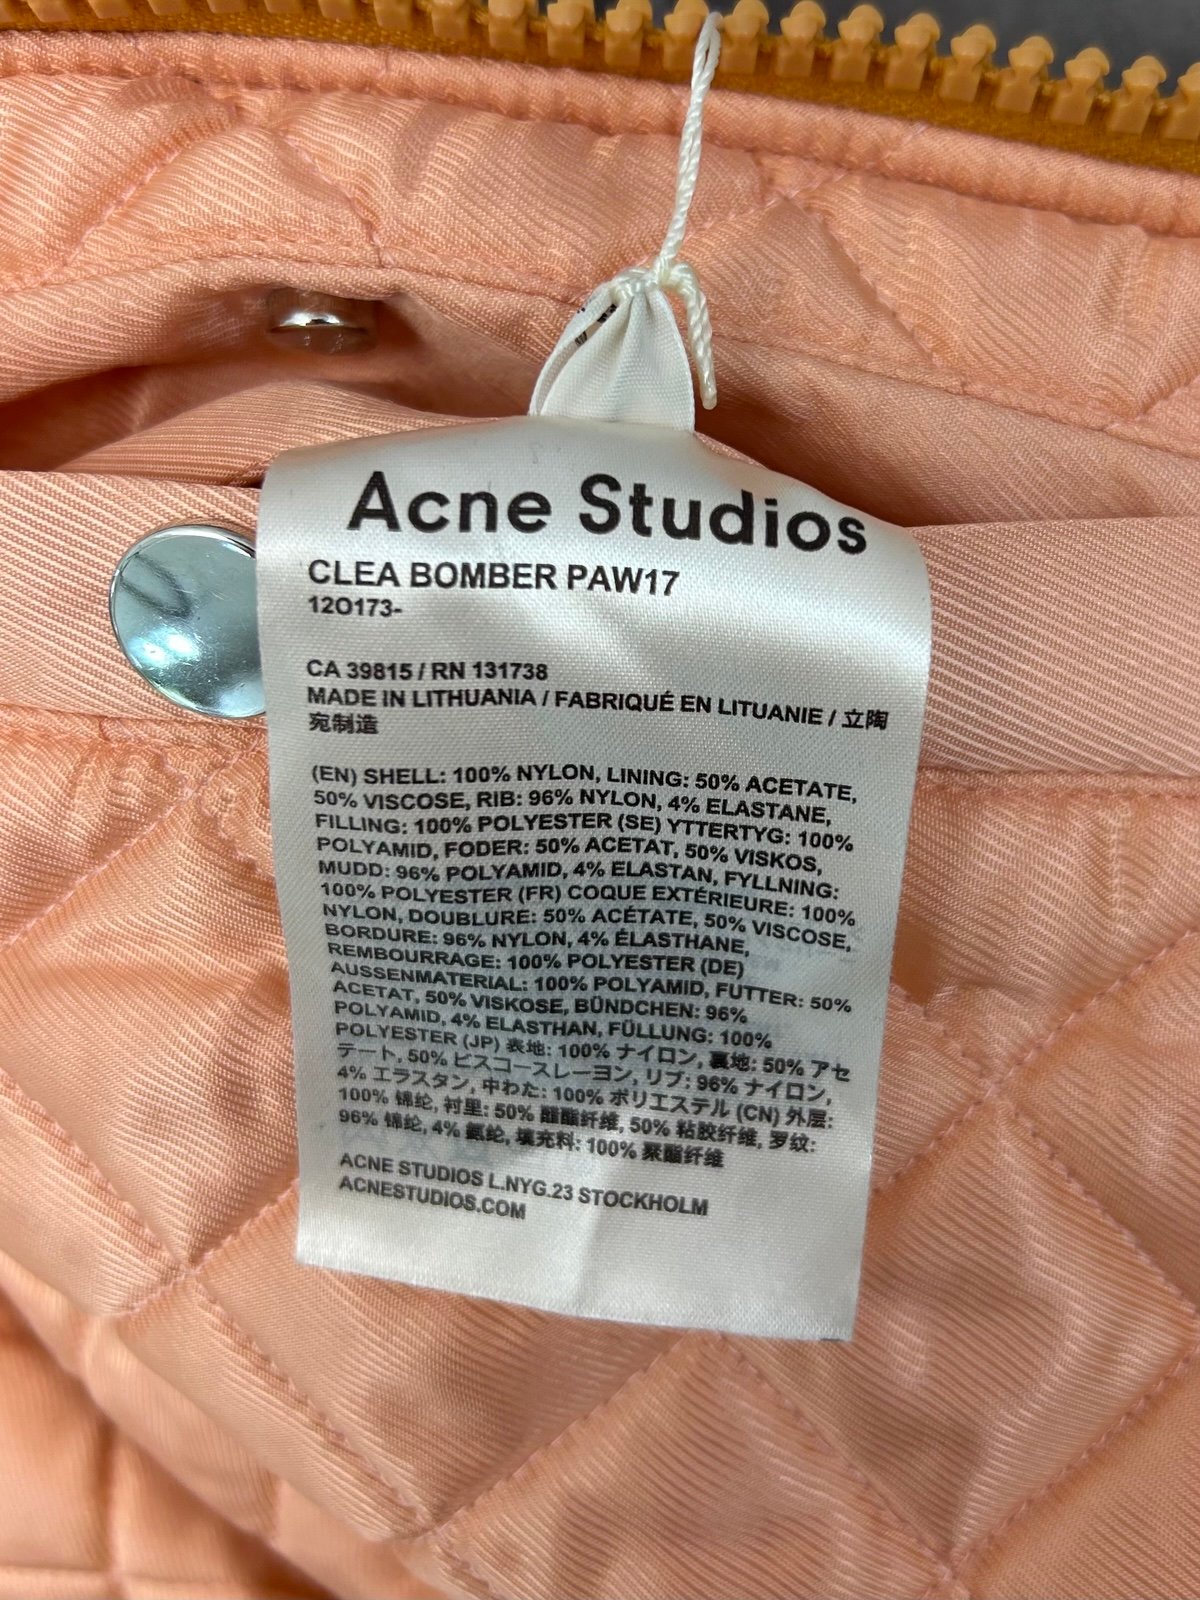 Acne Studios
CLEA BOMBER PAW17
12O173-
CA 39815 / RN 131738
MADE IN LITHUANIA / FABRIQUÉ EN LITUANIE / 立陶
宛制造
(EN) SHELL: 100% NYLON, LINING: 50% ACETATE,
50% VISCOSE, RIB: 96% NYLON, 4% ELASTANE,
FILLING: 100% POLYESTER (SE) YTTERTYG: 100%
POLYAMID, FODER: 50% ACETAT, 50% VISKOS,
MUDD: 96% POLYAMID, 4% ELASTAN, FYLLNING:
100% POLYESTER (FR) COQUE EXTÉRIEURE: 100%
NYLON, DOUBLURE: 50% ACÉTATE, 50% VISCOSE,
BORDURE: 96% NYLON, 4% ÉLASTHANE,
REMBOURRAGE: 100% POLYESTER (DE)
AUSSENMATERIAL: 100% POLYAMID, FUTTER: 50%
ACETAT, 50% VISKOSE, BÜNDCHEN: 96%
POLYAMID, 4% ELASTHAN, FÜLLUNG: 100%
POLYESTER (JP) 表地: 100% ナイロン, 裏地: 50% アセ
テート, 50% ビスコースレーヨン, リブ: 96% ナイロン,
4% エラスタン, 中わた: 100% ポリエステル (CN) 外层:
100% 锦纶, 衬里: 50% 醋酯纤维, 50% 粘胶纤维, 罗纹:
96% 锦纶, 4% 氨纶, 填充料: 100% 聚酯纤维
ACNE STUDIOS L.NYG.23 STOCKHOLM
ACNESTUDIOS.COM